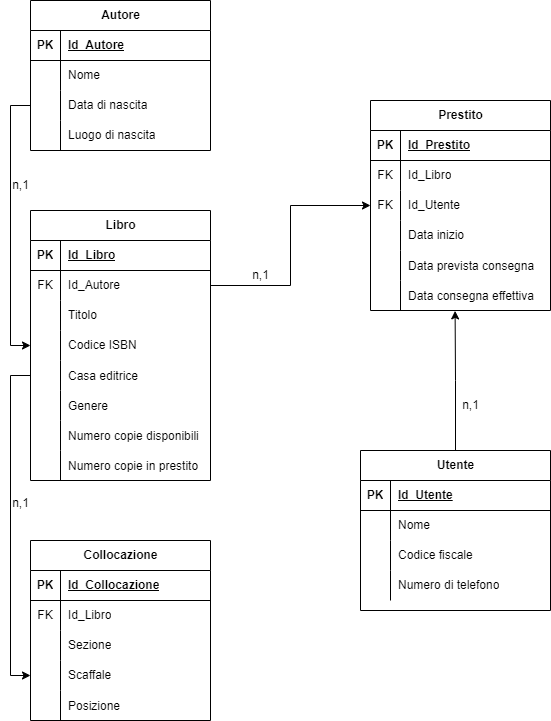 Autore
PK Id_Autore
Nome
Data di nascita
Luogo di nascita
n,1
Libro
PK Id_Libro
FK Id_Autore
Titolo
Codice ISBN
Casa editrice
Genere
Numero copie disponibili
Numero copie in prestito
n,1
Collocazione
PK Id_Collocazione
FK Id_Libro
Sezione
Scaffale
Posizione
n,1
Prestito
PK Id_Prestito
FK Id_Libro
FK Id_Utente
Data inizio
Data prevista consegna
Data consegna effettiva
n,1
Utente
PK Id_Utente
Nome
Codice fiscale
Numero di telefono